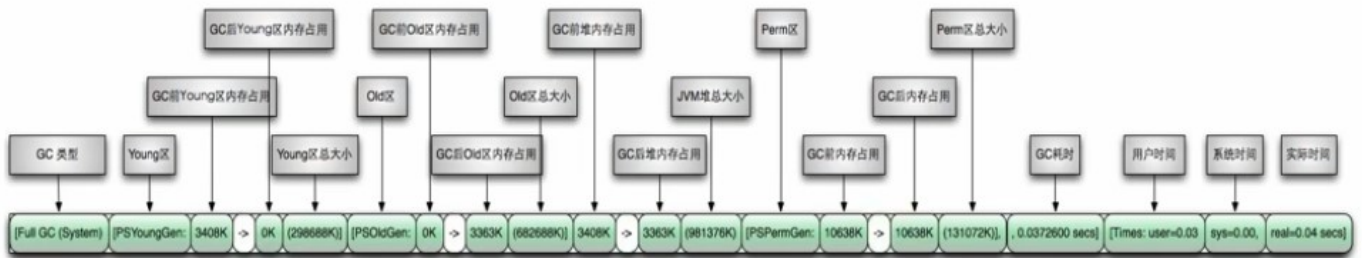 GC后Young区内存占用 GC前Old区内存占用 GC前堆内存占用 Perm区 Perm区总大小
GC前Young区内存占用 Old区 Old区总大小 JVM堆总大小 GC后内存占用
GC 类型 Young区 Young区总大小 GC后Old区内存占用 GC后堆内存占用 GC前内存占用 GC耗时 用户时间 系统时间 实际时间
[Full GC (System) [PSYoungGen: 3408K -> 0K (298688K)] [PSOldGen: 0K -> 3363K (682688K)] 3408K -> 3363K (981376K) [PSPermGen: 10638K -> 10638K (131072K)], , 0.0372600 secs] [Times: user=0.03 sys=0.00, real=0.04 secs]